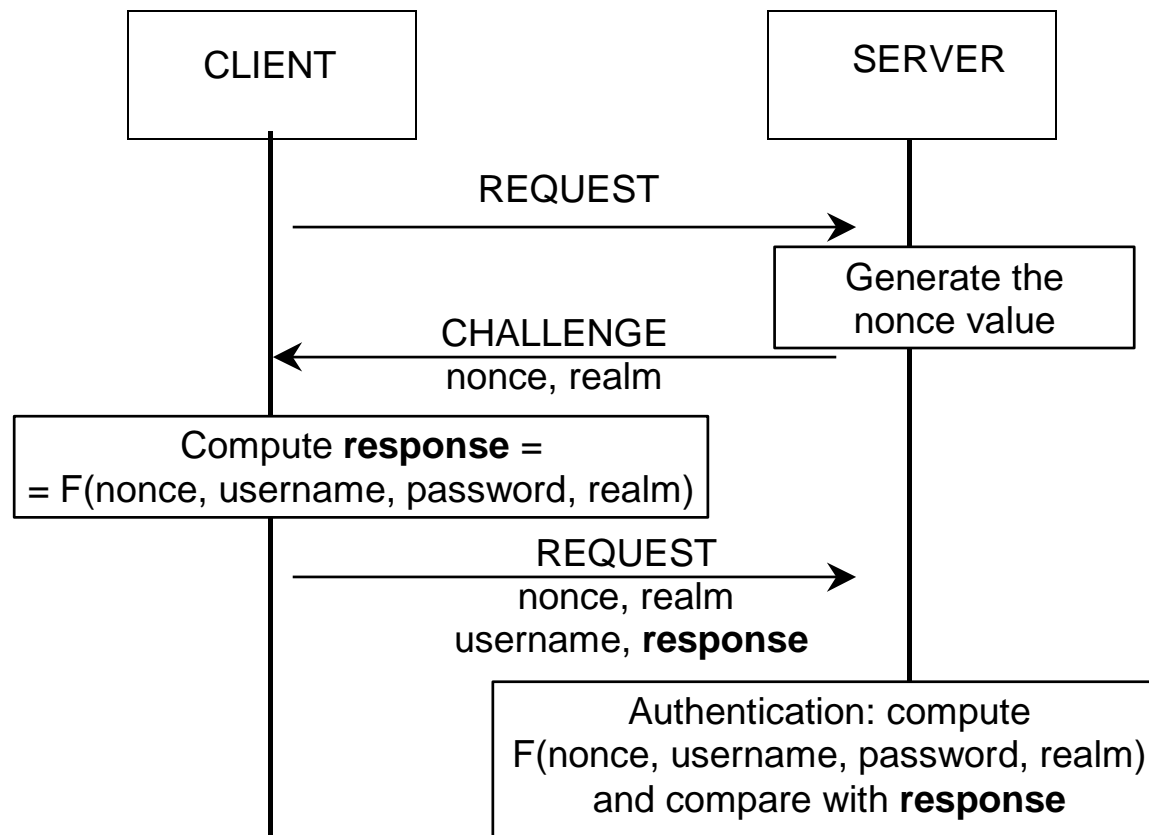 CLIENT
SERVER
REQUEST
Generate the
nonce value
CHALLENGE
nonce, realm
Compute response =
= F(nonce, username, password, realm)
REQUEST
nonce, realm
username, response
Authentication: compute
F(nonce, username, password, realm)
and compare with response